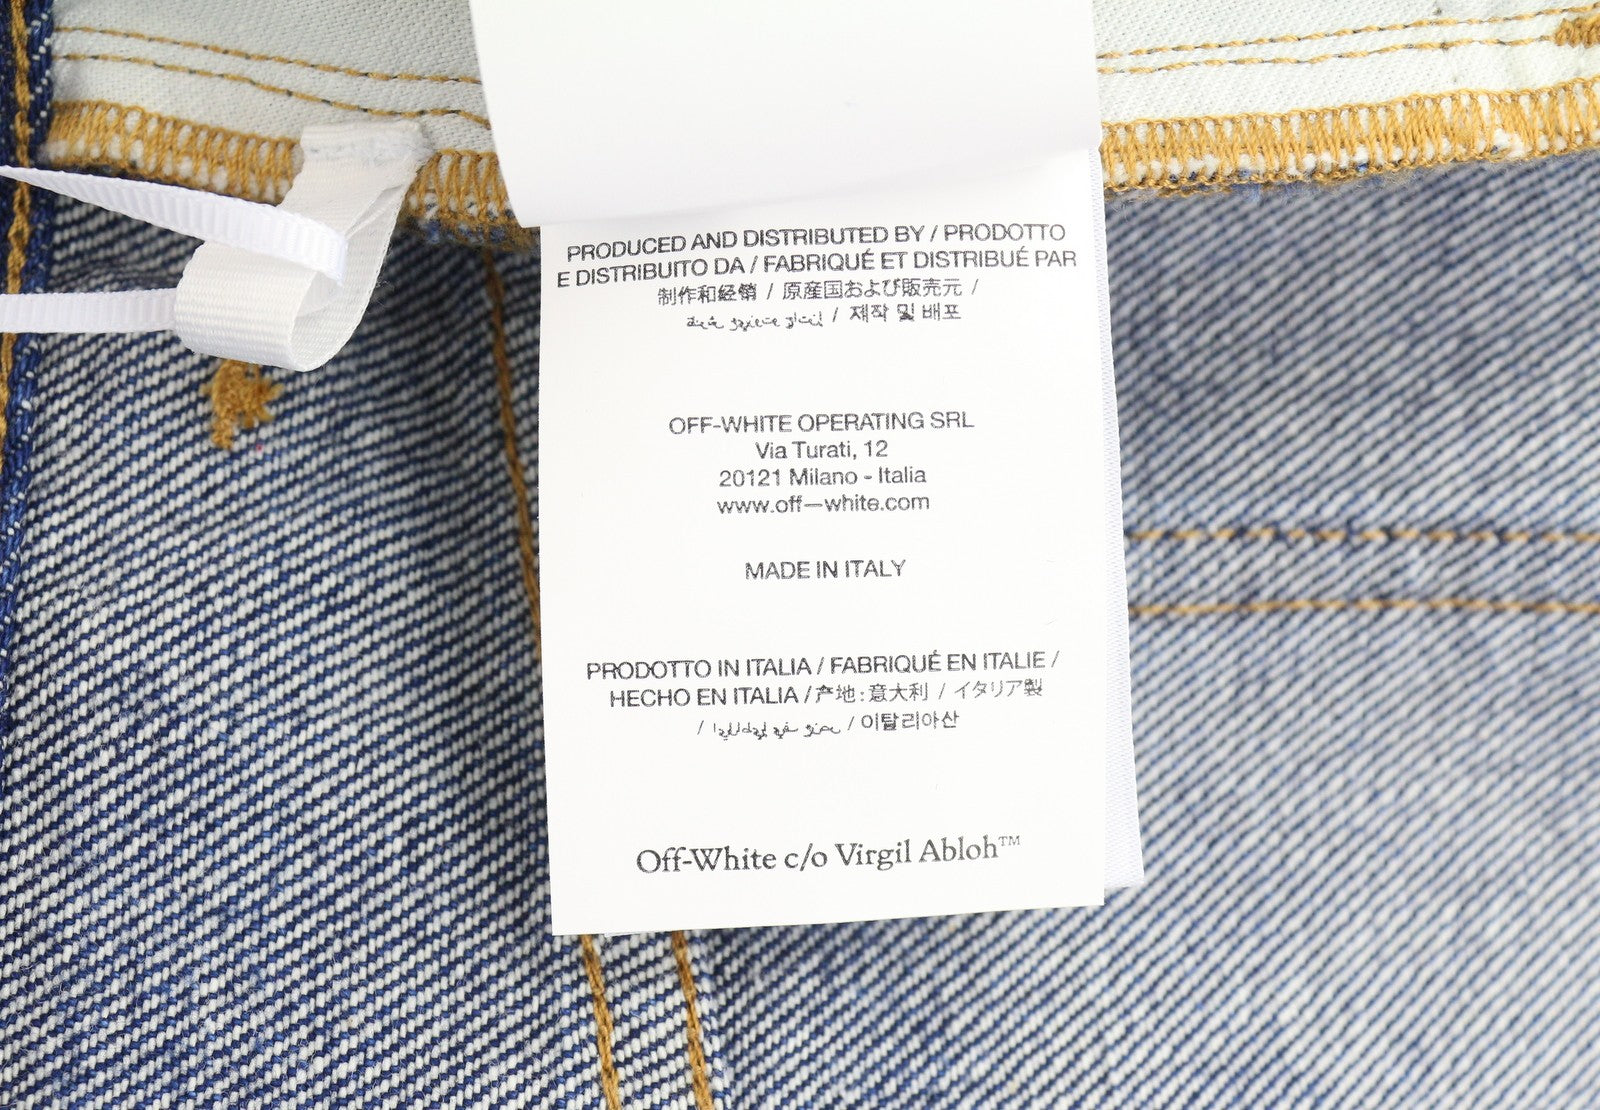 PRODUCED AND DISTRIBUTED BY / PRODOTTO
E DISTRIBUITO DA / FABRIQUÉ ET DISTRIBUÉ PAR
制作和经销 / 原産国および販売元 /
/ 제작 및 배포
OFF-WHITE OPERATING SRL
Via Turati, 12
20121 Milano - Italia
www.off—white.com
MADE IN ITALY
PRODOTTO IN ITALIA / FABRIQUÉ EN ITALIE /
HECHO EN ITALIA / 产地: 意大利 / イタリア製
/ / 이탈리아산
Off-White c/o Virgil Abloh™